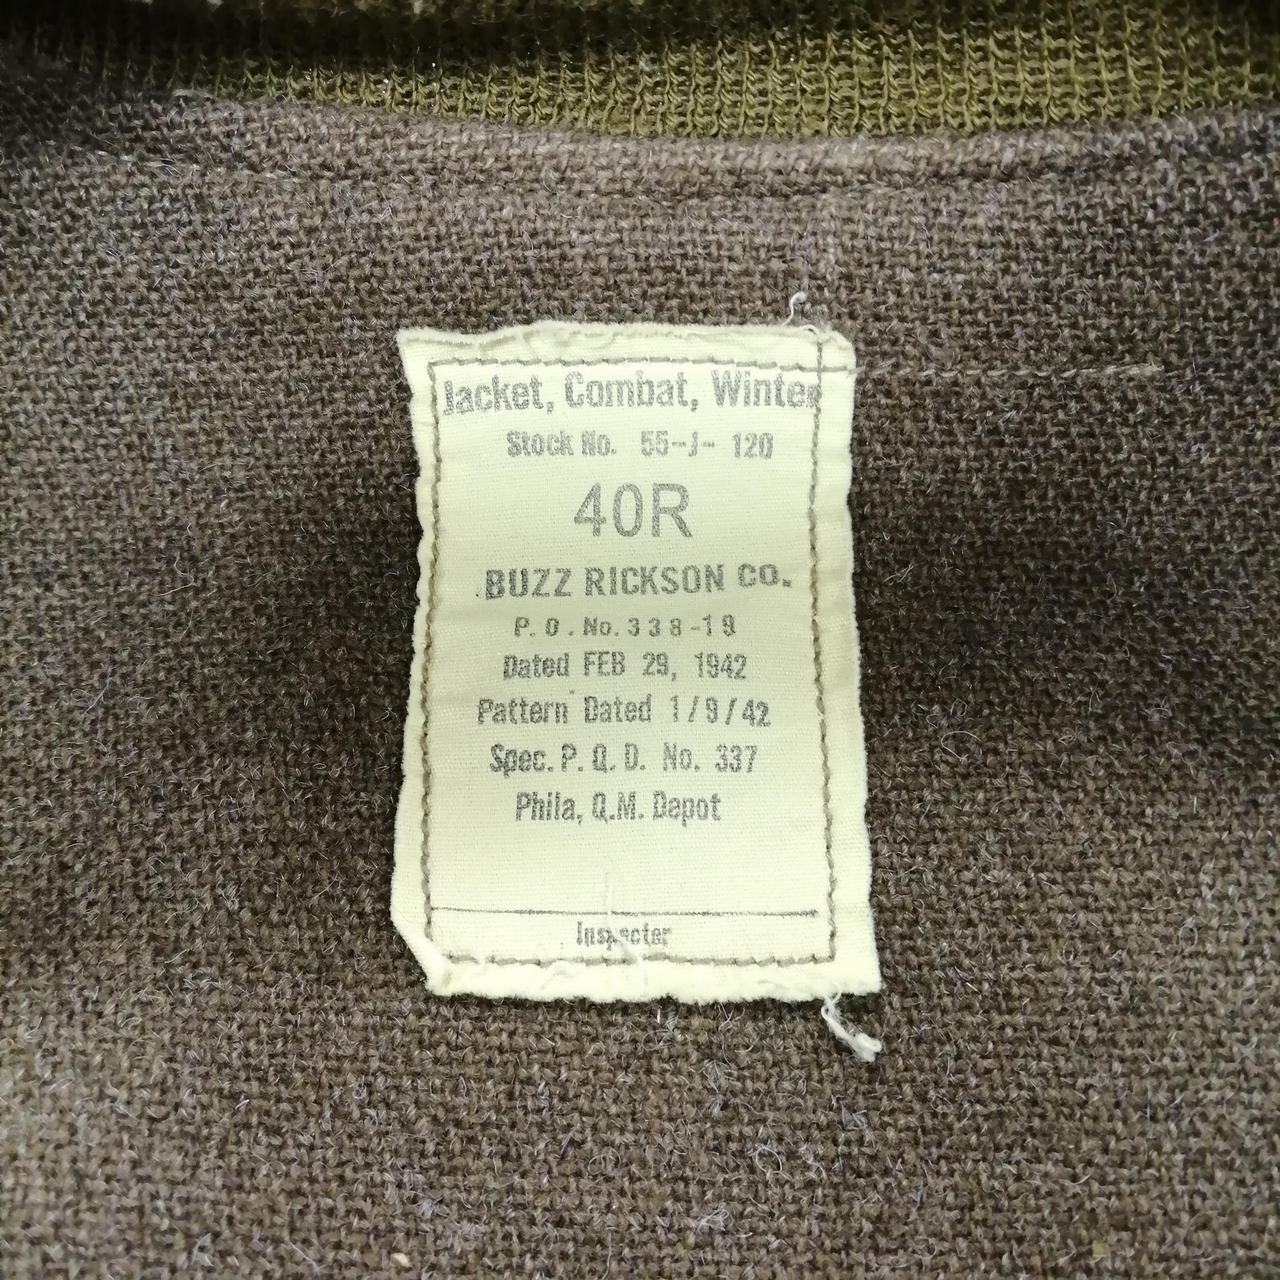 Jacket, Combat, Winter
Stock No. 55-J- 120
40R
BUZZ RICKSON CO.
P. O. No. 338-19
Dated FEB 29, 1942
Pattern Dated 1/9/42
Spec. P. Q. D. No. 337
Phila, Q.M. Depot
Inspecter